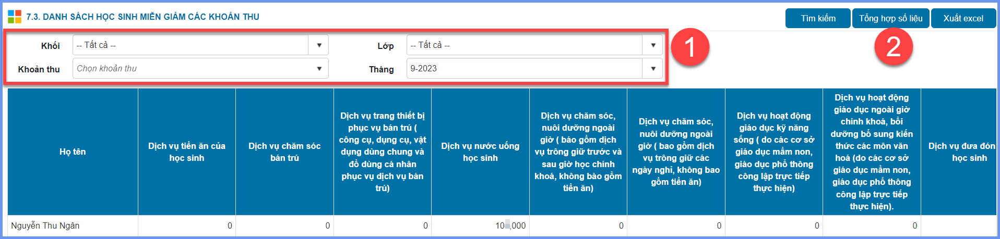 7.3. DANH SÁCH HỌC SINH MIỄN GIẢM CÁC KHOẢN THU
Tìm kiếm
Tổng hợp số liệu
Xuất excel
Khối
-- Tất cả --
Lớp
-- Tất cả --
1
2
Khoản thu
Chọn khoản thu
Tháng
9-2023
Họ tên
Dịch vụ tiền ăn của
học sinh
Dịch vụ chăm sóc
bán trú
Dịch vụ trang thiết bị
phục vụ bán trú (
công cụ, dụng cụ, vật
dụng dùng chung và
đồ dùng cá nhân
phục vụ dịch vụ bán
trú)
Dịch vụ nước uống
học sinh
Dịch vụ chăm sóc,
nuôi dưỡng ngoài
giờ ( báo gồm dịch
vụ trông giữ trước và
sau giờ học chính
khoá, không bào gồm
tiền ăn)
Dịch vụ chăm sóc,
nuôi dưỡng ngoài
giờ ( bao gồm dịch
vụ trông giữ các
ngày nghỉ, không bao
gồm tiền ăn)
Dịch vụ hoạt động
giáo dục kỹ năng
sống ( do các cơ sở
giáo dục mầm non,
giáo dục phổ thông
công lập trực tiếp
thực hiện)
Dịch vụ hoạt động
giáo dục ngoài giờ
chính khoá, bồi
dưỡng bổ sung kiến
thức các môn văn
hoá (do các cơ sở
giáo dục mầm non,
giáo dục phổ thông
công lập trực tiếp
thực hiện).
Dịch vụ đưa đón
học sinh
Nguyễn Thu Ngân
0
0
0
0
0
0
0